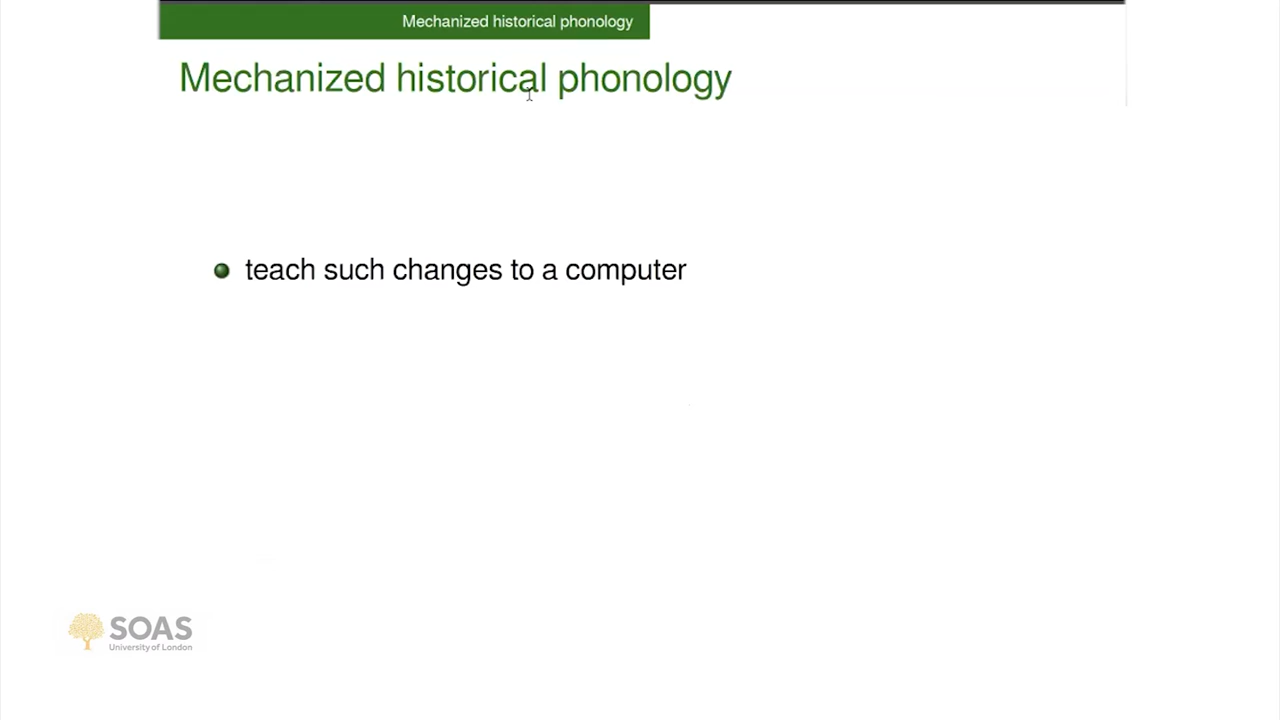 Mechanized historical phonology
Mechanized historical phonology
teach such changes to a computer
SOAS
University of London